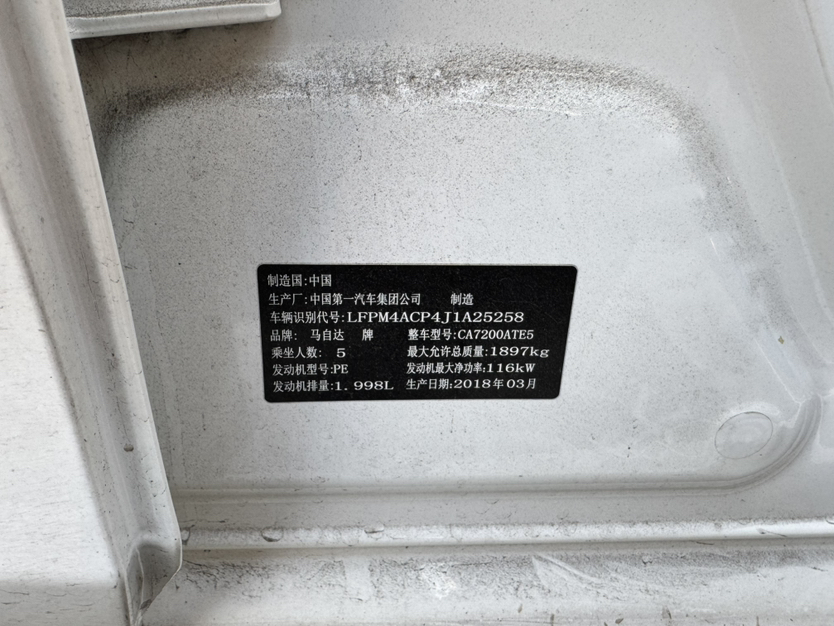 制造国:中国
生产厂:中国第一汽车集团公司 制造
车辆识别代号:LFPM4ACP4J1A25258
品牌: 马自达 牌 整车型号:CA7200ATE5
乘坐人数: 5 最大允许总质量:1897kg
发动机型号:PE 发动机最大净功率:116kW
发动机排量:1.998L 生产日期:2018年03月